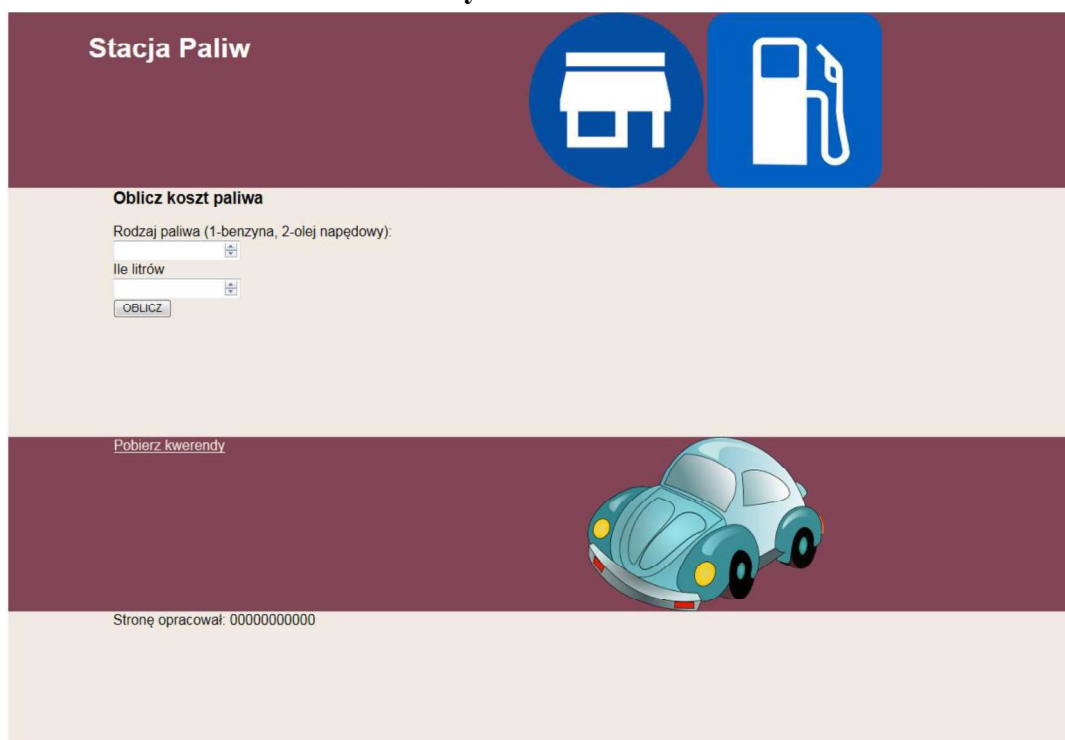 Stacja Paliw
Oblicz koszt paliwa
Rodzaj paliwa (1-benzyna, 2-olej napędowy):
Ile litrów
OBLICZ
Pobierz kwerendy
Stronę opracował: 00000000000